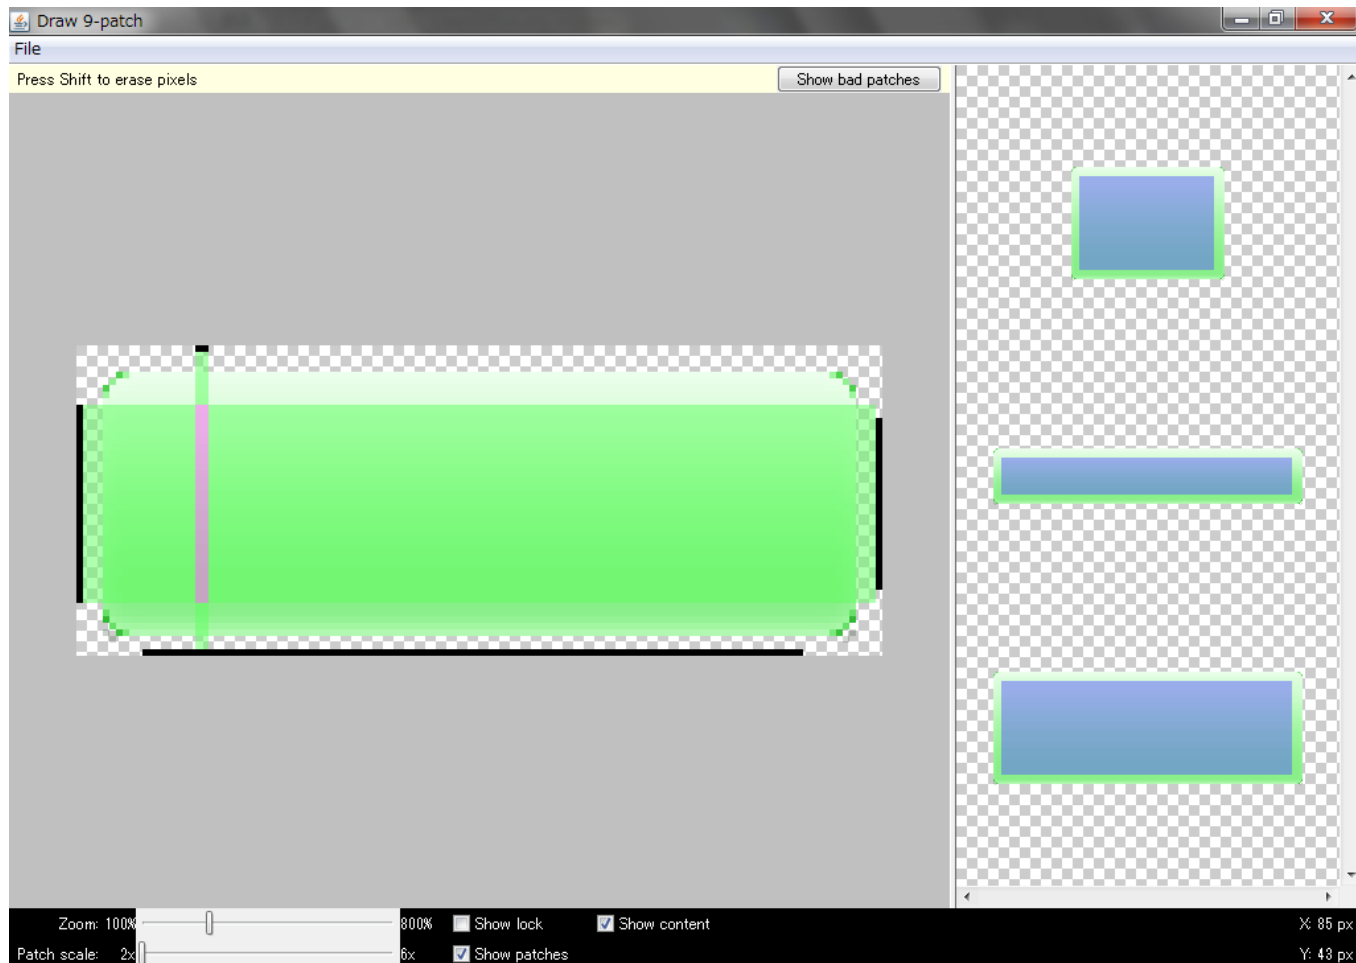 Draw 9-patch
File
Press Shift to erase pixels
Show bad patches
Zoom: 100%
800%
Show lock
Show content
X: 85 px
Patch scale: 2x
6x
Show patches
Y: 43 px